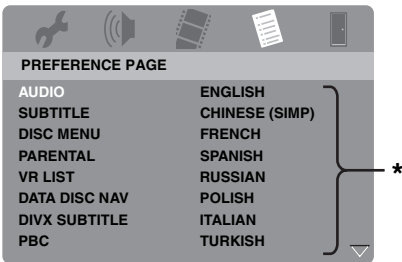 PREFERENCE PAGE
AUDIO ENGLISH
SUBTITLE CHINESE (SIMP)
DISC MENU FRENCH
PARENTAL SPANISH
VR LIST RUSSIAN
DATA DISC NAV POLISH
DIVX SUBTITLE ITALIAN
PBC TURKISH
*